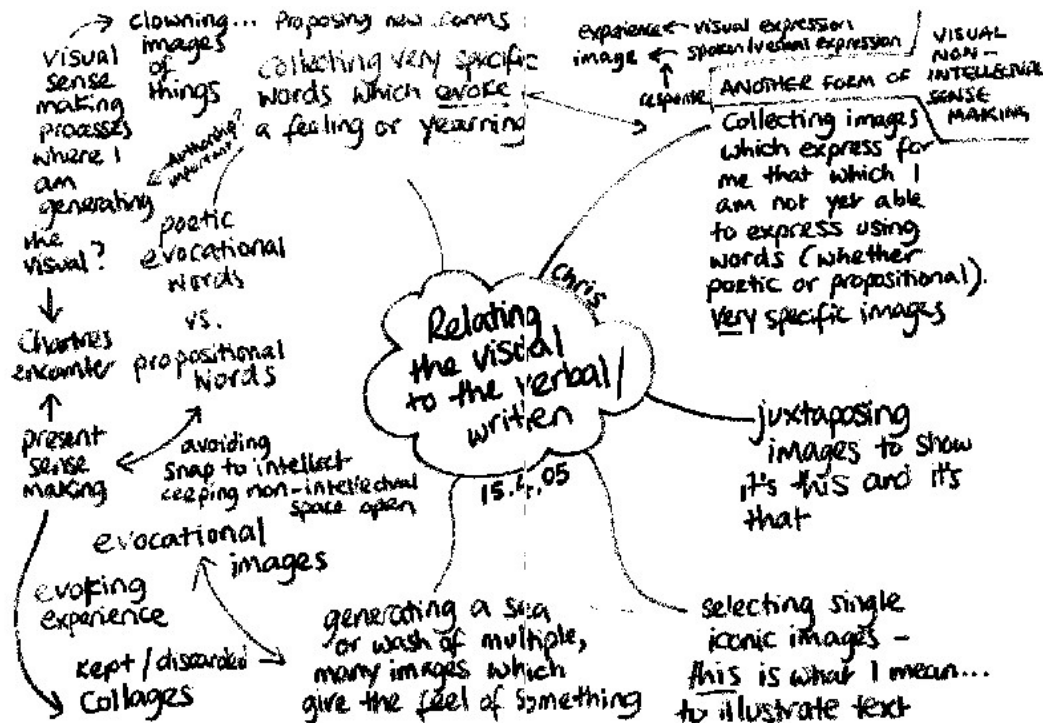 clowning...
images
of
things
visual
sense
making
processes
where I
am
generating
the
visual?
Authorship?
important?
Chartres
encounter
present
sense
making
Proposing new forms
collecting very specific
words which evoke
a feeling or yearning
poetic
evocational
words
vs.
propositional
words
avoiding
snap to intellect
keeping non-intellectual
space open
evocational
images
evoking
experience
kept / discarded
Collages
experience
visual expression
image
spoken/verbal expression
response
ANOTHER FORM OF
VISUAL
NON-
INTELLECTUAL
SENSE
MAKING
Collecting images
which express for
me that which I
am not yet able
to express using
words (whether
poetic or propositional).
Very specific images
Chris
Relating
the visual
to the verbal/
written
15. .05
juxtaposing
images to show
it's this and it's
that
generating a sea
or wash of multiple,
many images which
give the feel of something
selecting single
iconic images –
this is what I mean...
to illustrate text